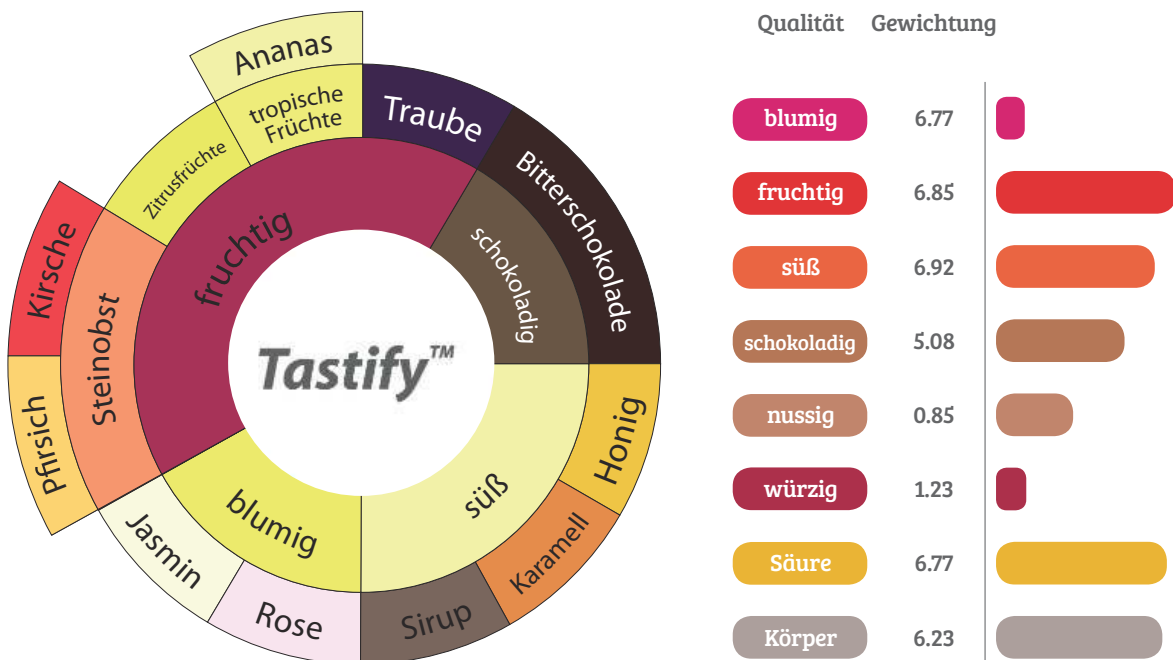 Ananas
tropische
Früchte
Traube
Zitrusfrüchte
Bitterschokolade
Kirsche
fruchtig
schokoladig
Steinobst
Tastify™
Pfirsich
Honig
süß
blumig
Jasmin
Karamell
Rose
Sirup
Qualität Gewichtung
blumig 6.77
fruchtig 6.85
süß 6.92
schokoladig 5.08
nussig 0.85
würzig 1.23
Säure 6.77
Körper 6.23